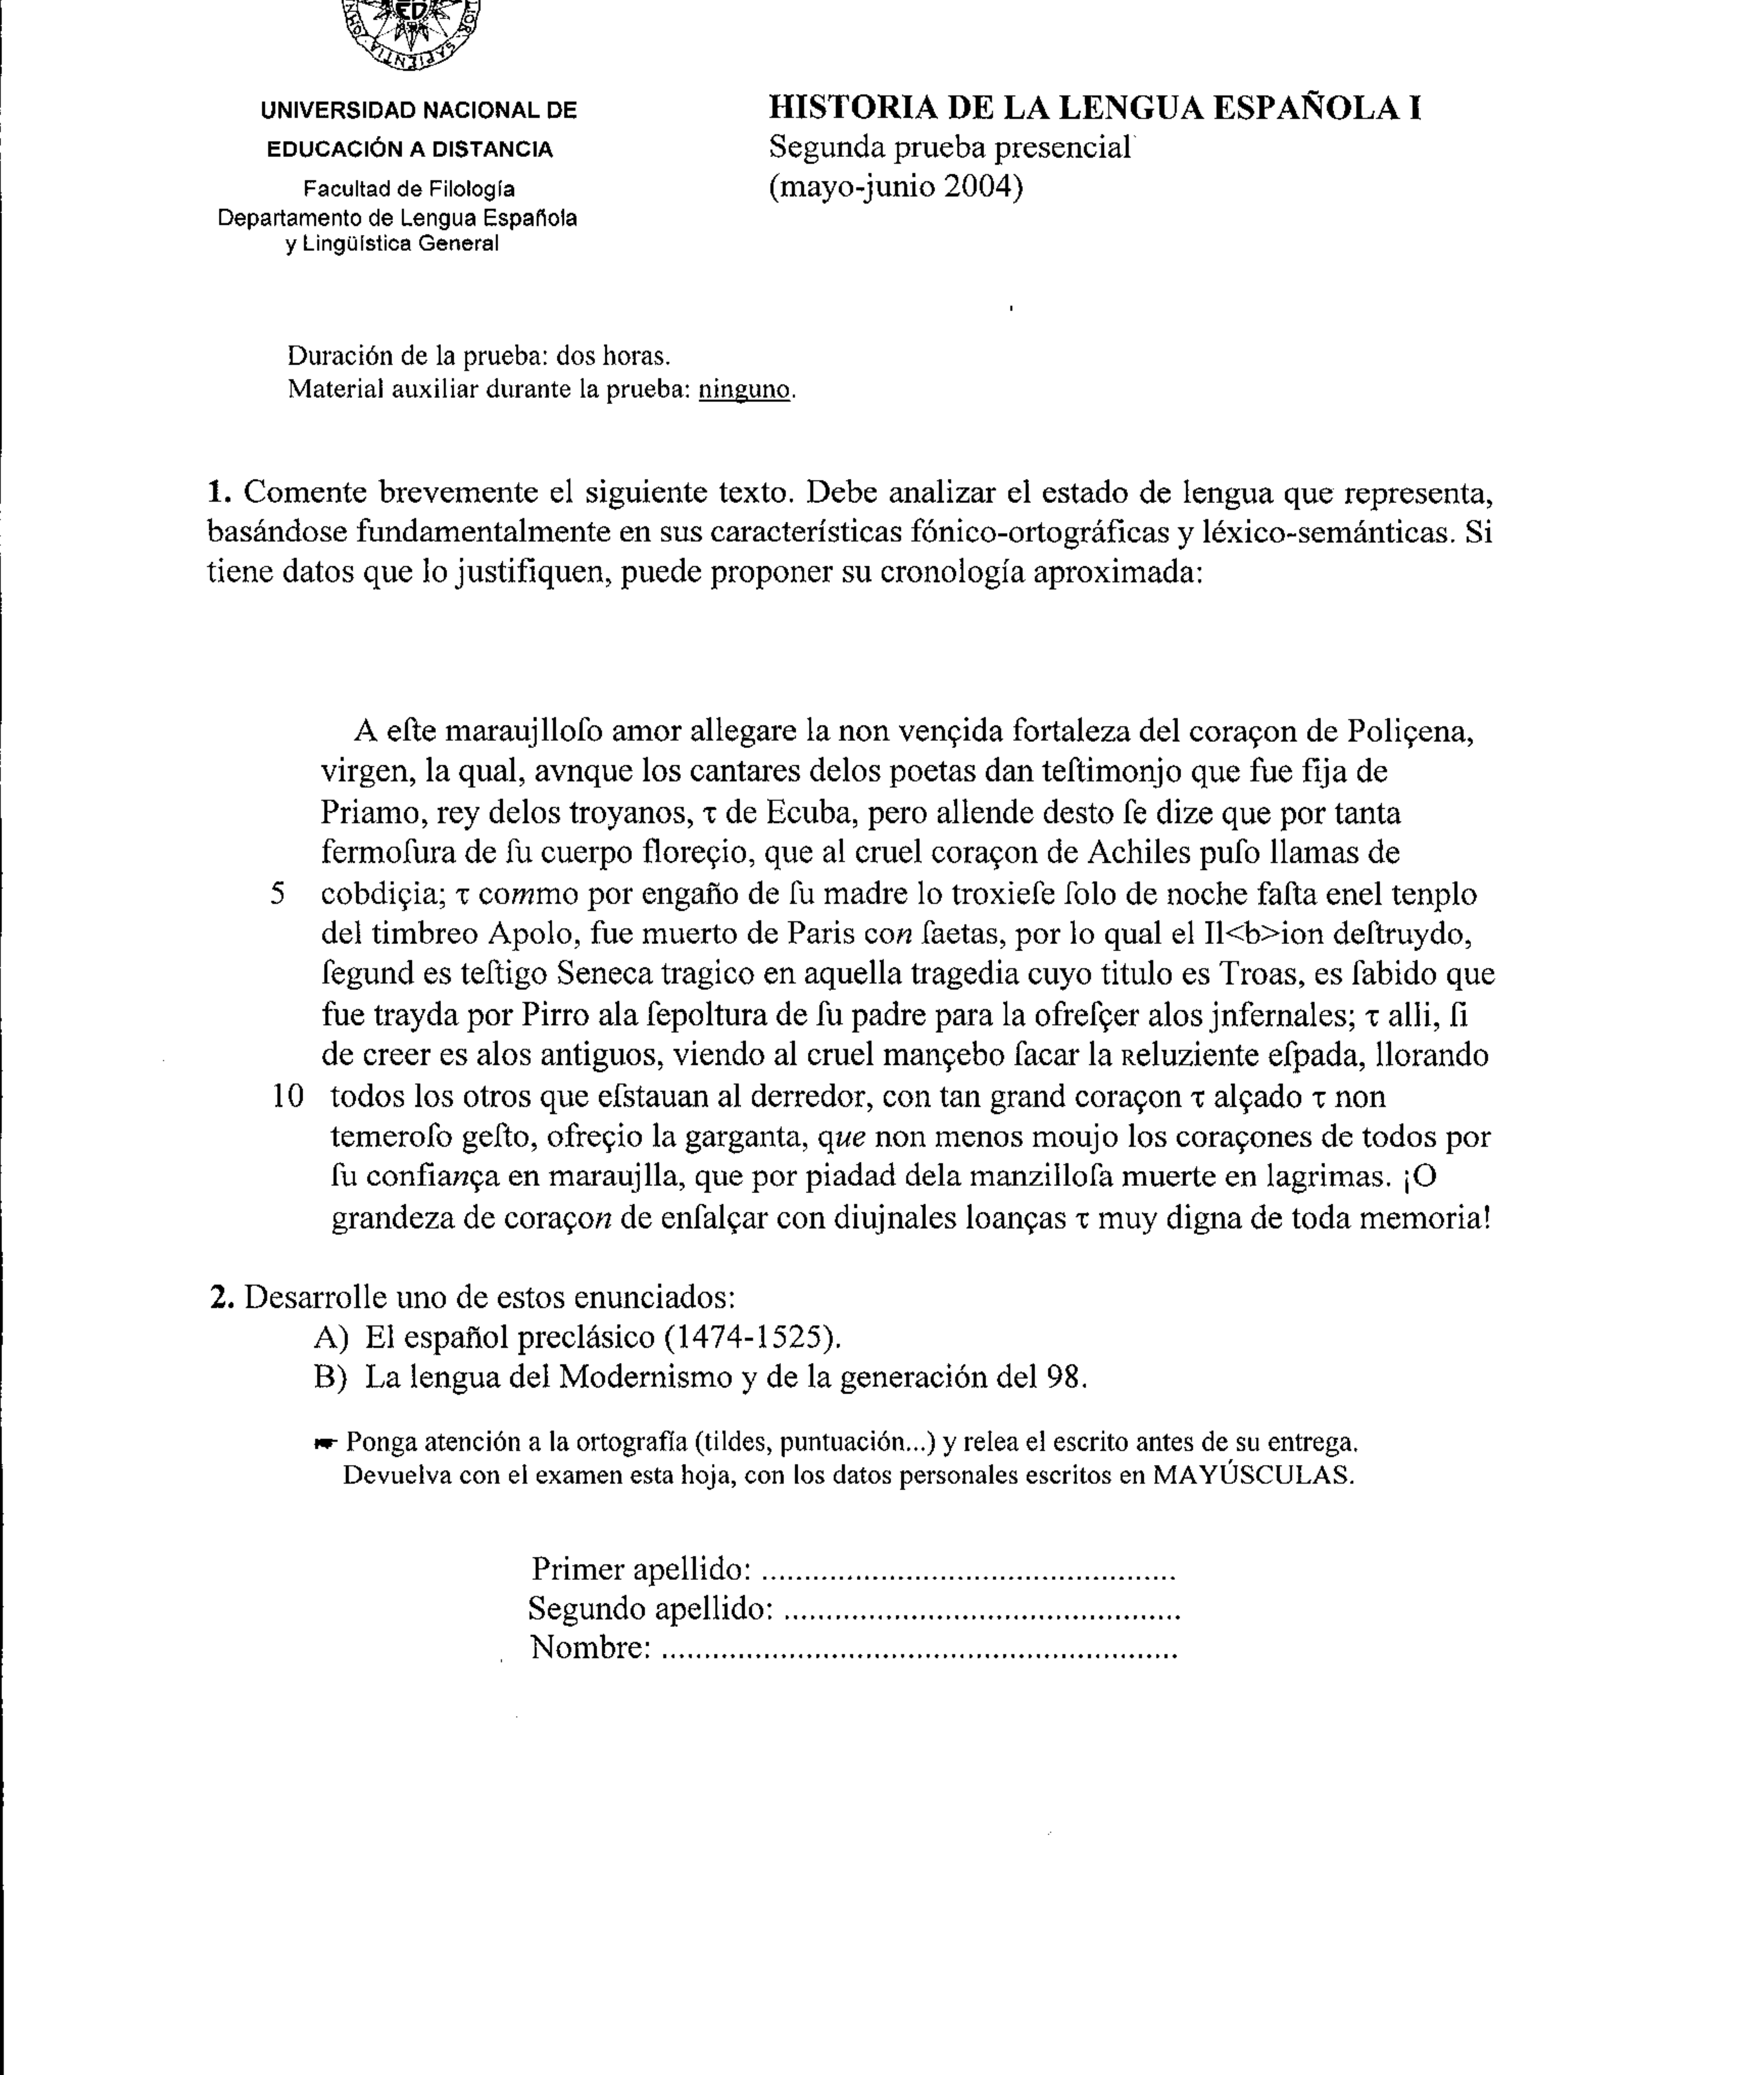 ED
SAPIENTIA
UNIVERSIDAD NACIONAL DE
EDUCACIÓN A DISTANCIA
Facultad de Filología
Departamento de Lengua Española
y Lingüística General
HISTORIA DE LA LENGUA ESPAÑOLA I
Segunda prueba presencial
(mayo-junio 2004)
Duración de la prueba: dos horas.
Material auxiliar durante la prueba: ninguno.
1. Comente brevemente el siguiente texto. Debe analizar el estado de lengua que representa,
basándose fundamentalmente en sus características fónico-ortográficas y léxico-semánticas. Si
tiene datos que lo justifiquen, puede proponer su cronología aproximada:
A eſte maraujlloſo amor allegare la non vençida fortaleza del coraçon de Poliçena,
virgen, la qual, avnque los cantares delos poetas dan teſtimonjo que fue fija de
Priamo, rey delos troyanos, τ de Ecuba, pero allende desto ſe dize que por tanta
fermoſura de ſu cuerpo floreçio, que al cruel coraçon de Achiles puſo llamas de
5 cobdiçia; τ commo por engaño de ſu madre lo troxieſe ſolo de noche faſta enel tenplo
del timbreo Apolo, fue muerto de Paris con ſaetas, por lo qual el Il<b>ion deſtruydo,
ſegund es teſtigo Seneca tragico en aquella tragedia cuyo titulo es Troas, es ſabido que
fue trayda por Pirro ala ſepoltura de ſu padre para la ofreſçer alos jnfernales; τ alli, ſi
de creer es alos antiguos, viendo al cruel mançebo ſacar la ʀeluziente eſpada, llorando
10 todos los otros que eſstauan al derredor, con tan grand coraçon τ alçado τ non
temeroſo geſto, ofreçio la garganta, que non menos moujo los coraçones de todos por
ſu confiança en maraujlla, que por piadad dela manzilloſa muerte en lagrimas. ¡O
grandeza de coraçon de enſalçar con diujnales loanças τ muy digna de toda memoria!
2. Desarrolle uno de estos enunciados:
A) El español preclásico (1474-1525).
B) La lengua del Modernismo y de la generación del 98.
☛ Ponga atención a la ortografía (tildes, puntuación...) y relea el escrito antes de su entrega.
Devuelva con el examen esta hoja, con los datos personales escritos en MAYÚSCULAS.
Primer apellido: ................................................
Segundo apellido: ..............................................
Nombre: ............................................................